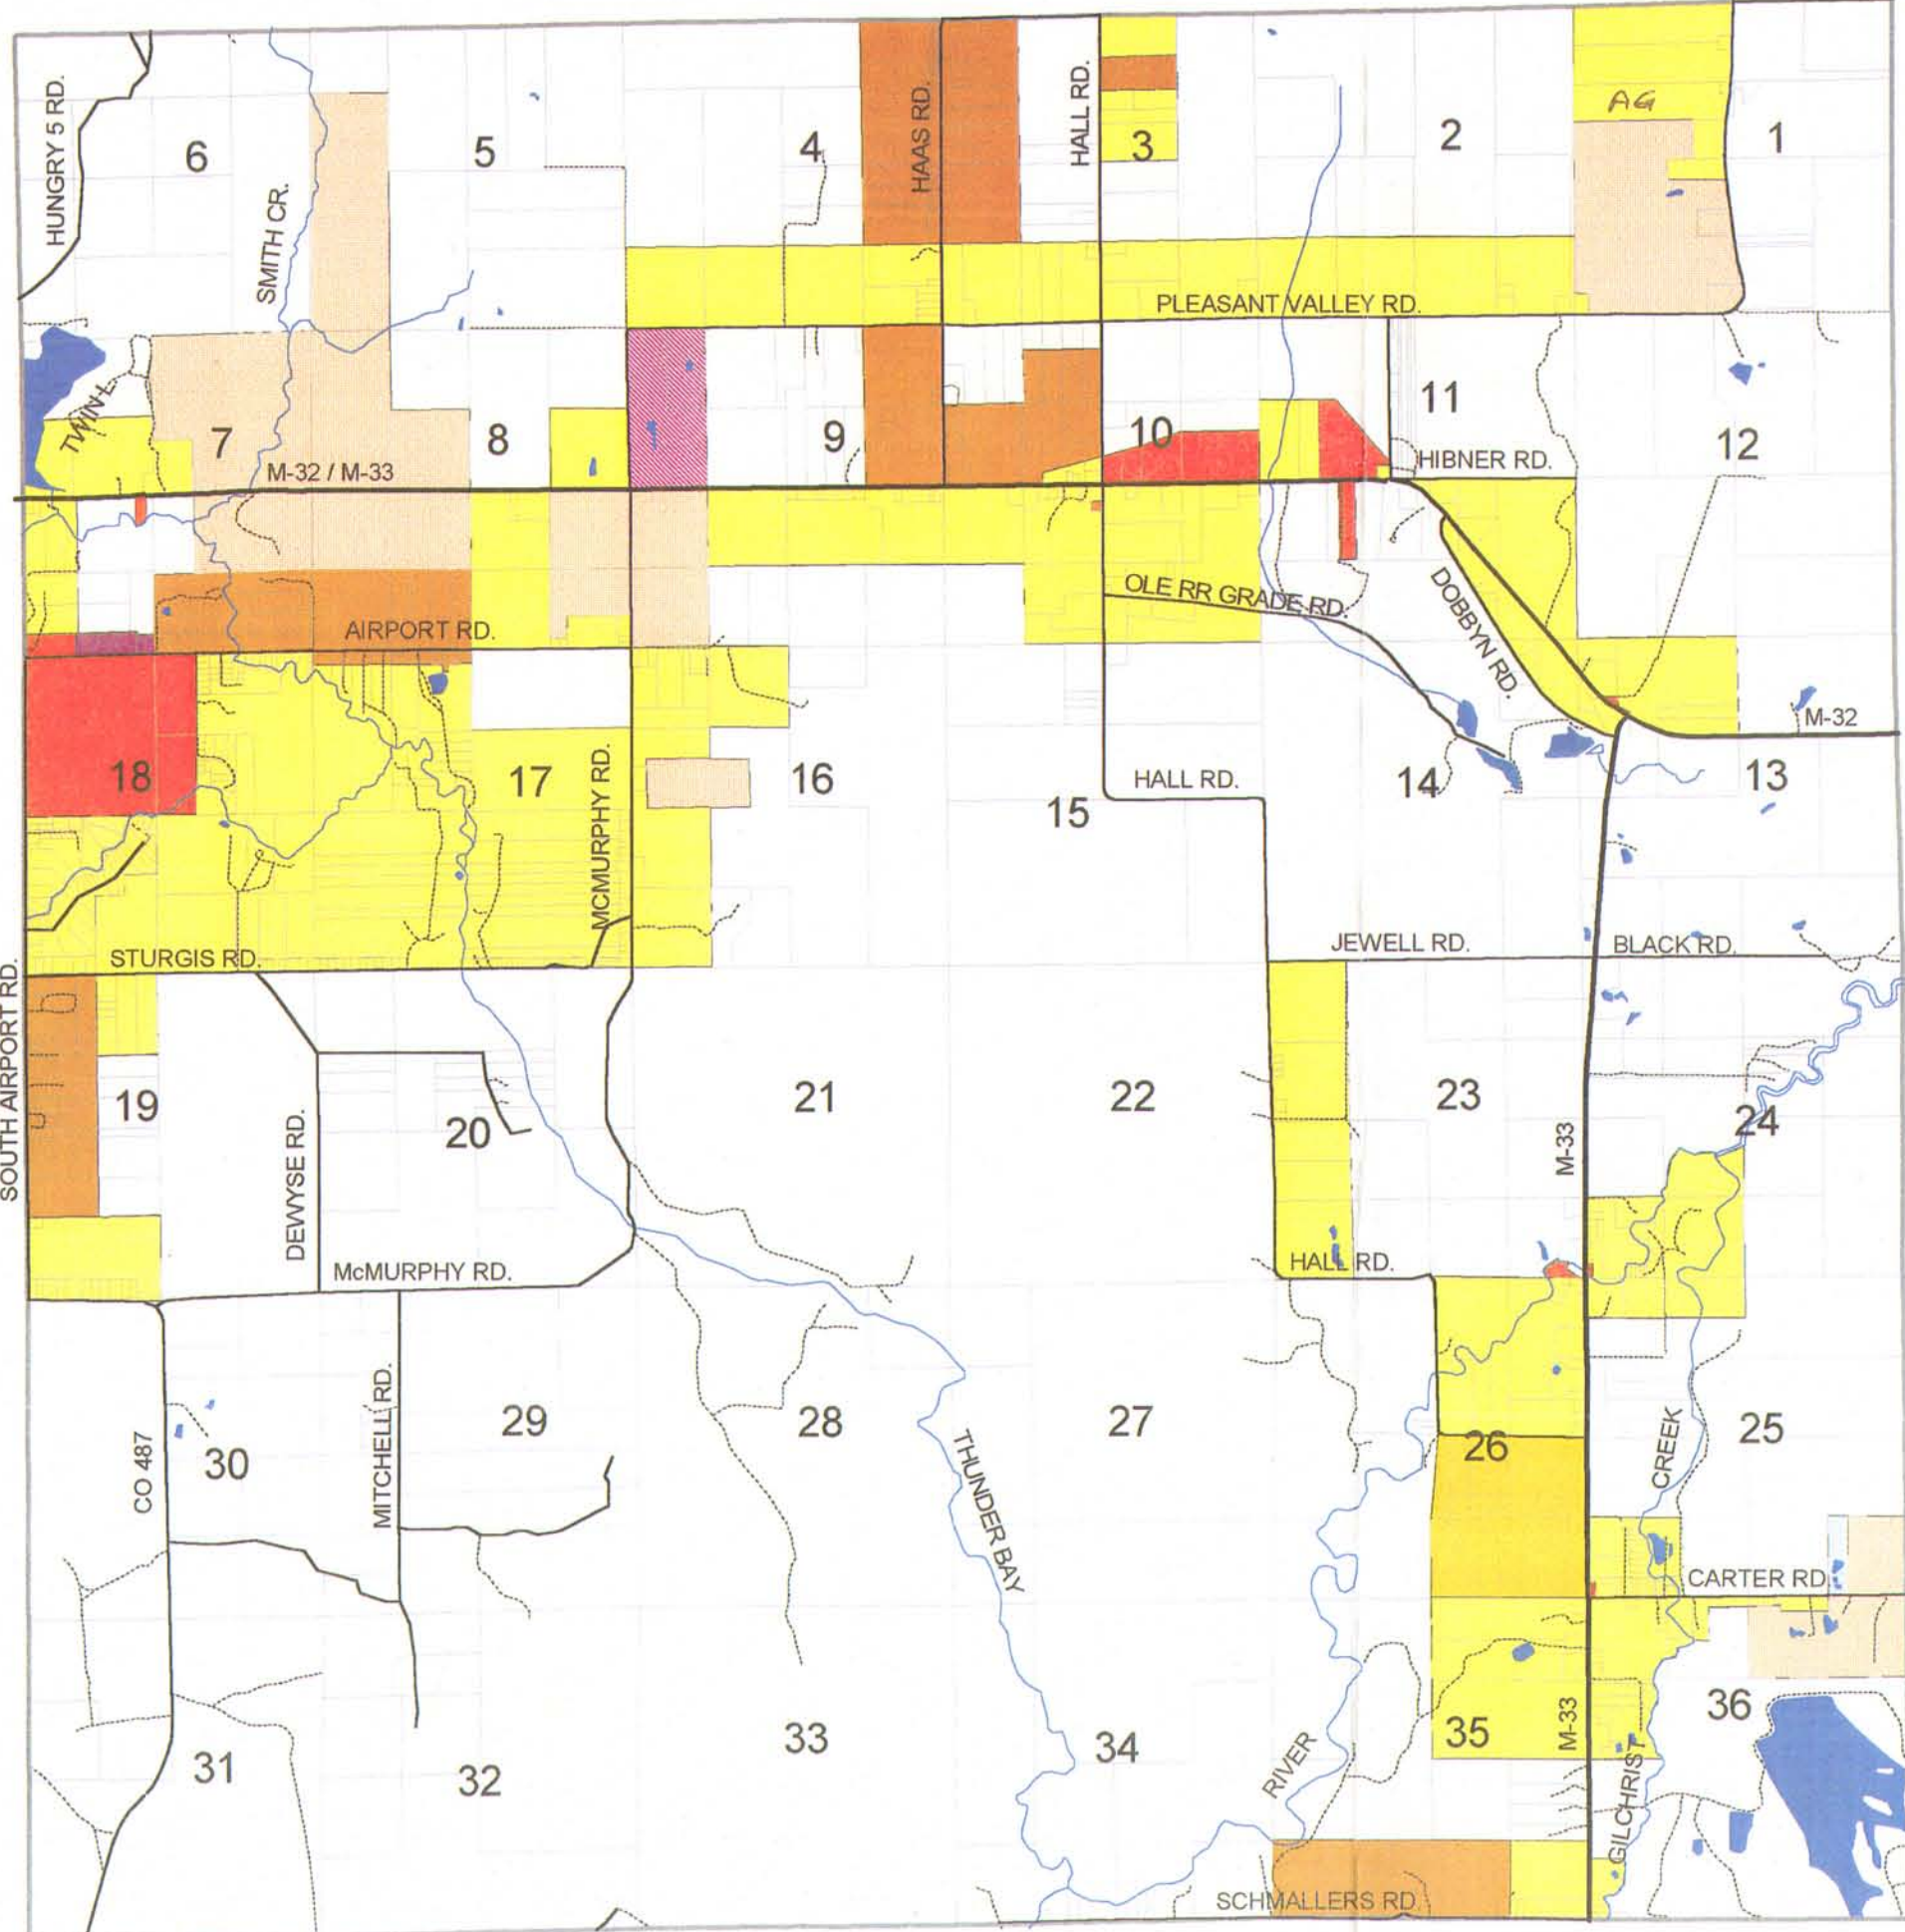 HUNGRY 5 RD.
6
SMITH CR.
5
4
HAAS RD.
HALL RD.
3
2
AG
1
PLEASANT VALLEY RD.
TWIN L
7
M-32 / M-33
8
9
10
11
HIBNER RD.
12
AIRPORT RD.
OLE RR GRADE RD.
DOBBYN RD.
M-32
18
17
MCMURPHY RD.
16
15
HALL RD.
14
13
STURGIS RD.
JEWELL RD.
BLACK RD.
SOUTH AIRPORT RD.
19
DEWYSE RD.
20
21
22
23
M-33
24
McMURPHY RD.
HALL RD.
CO 487
30
MITCHELL RD.
29
28
THUNDER BAY
27
26
CREEK
25
CARTER RD
31
32
33
34
RIVER
35
M-33
GILCHRIST
36
SCHMALLERS RD.